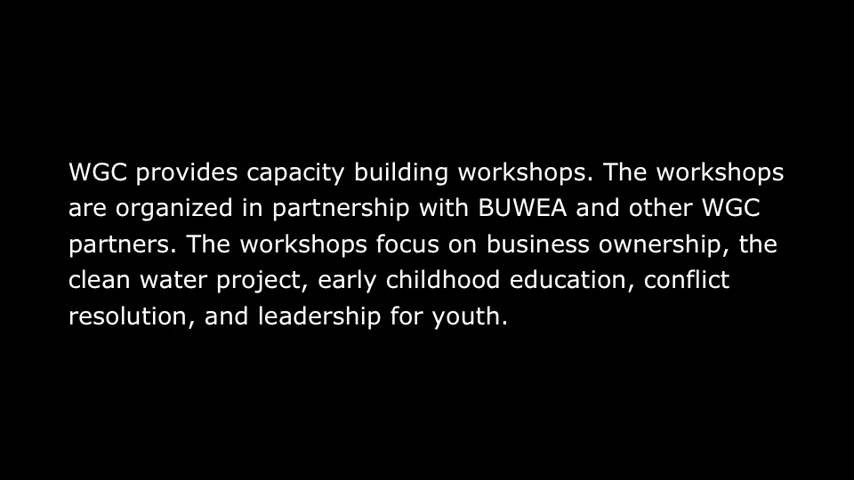 WGC provides capacity building workshops. The workshops
are organized in partnership with BUWEA and other WGC
partners. The workshops focus on business ownership, the
clean water project, early childhood education, conflict
resolution, and leadership for youth.